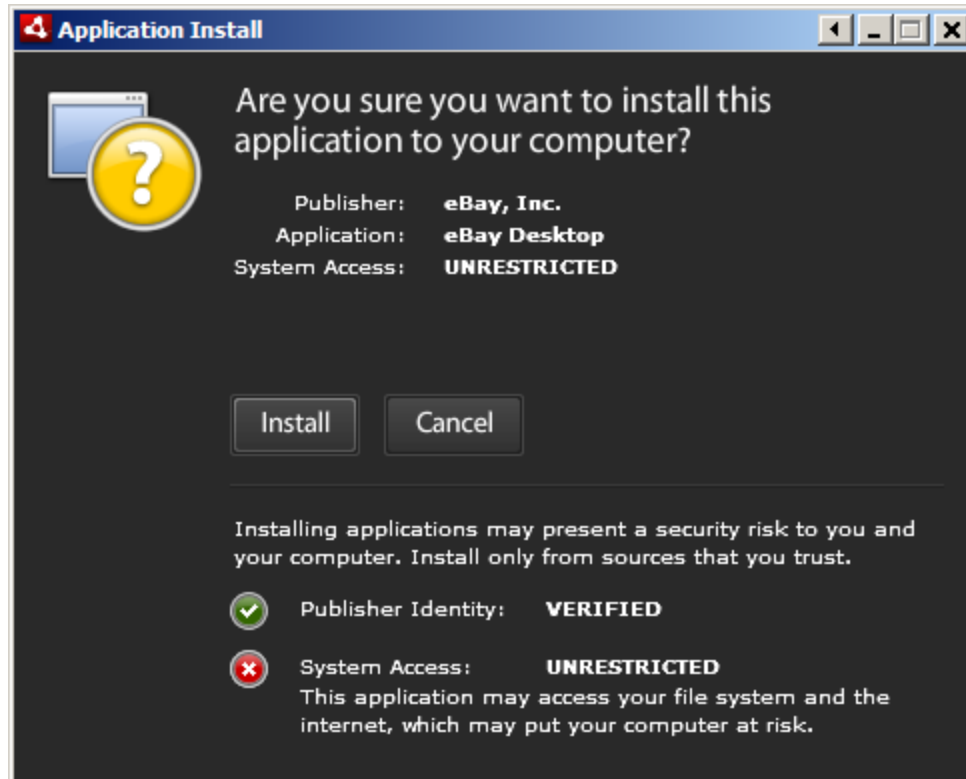 Application Install
Are you sure you want to install this
application to your computer?
Publisher: eBay, Inc.
Application: eBay Desktop
System Access: UNRESTRICTED
Install Cancel
Installing applications may present a security risk to you and
your computer. Install only from sources that you trust.
Publisher Identity: VERIFIED
System Access: UNRESTRICTED
This application may access your file system and the
internet, which may put your computer at risk.